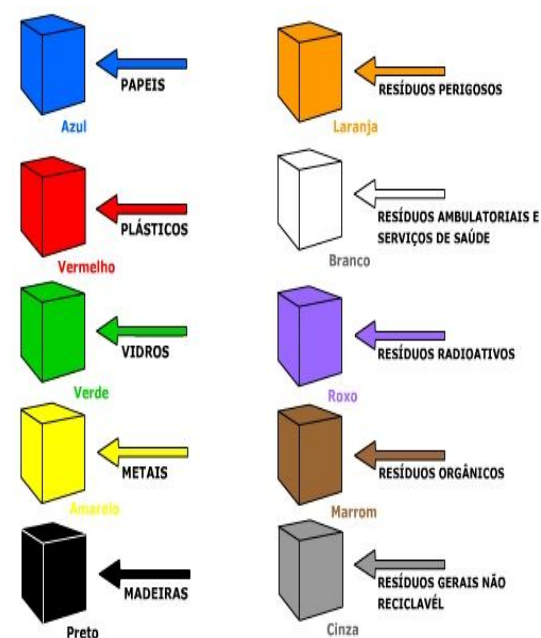 PAPEIS
Azul
PLÁSTICOS
Vermelho
VIDROS
Verde
METAIS
Amarelo
MADEIRAS
Preto
RESÍDUOS PERIGOSOS
Laranja
RESÍDUOS AMBULATORIAIS E
SERVIÇOS DE SAÚDE
Branco
RESÍDUOS RADIOATIVOS
Roxo
RESÍDUOS ORGÂNICOS
Marrom
RESÍDUOS GERAIS NÃO
RECICLAVÉL
Cinza